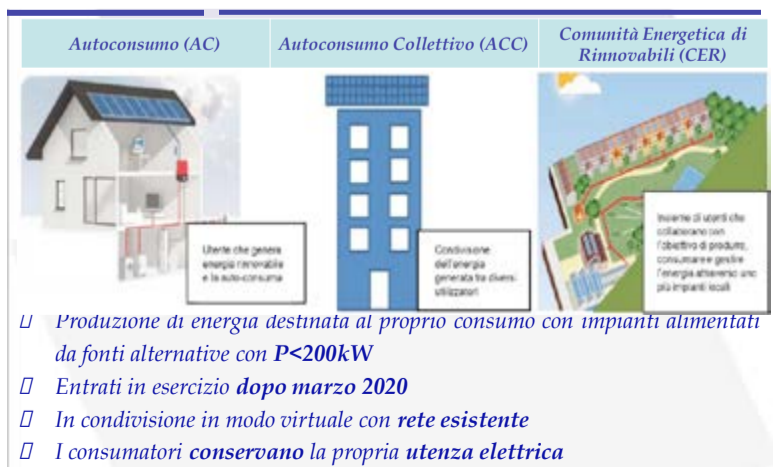 Autoconsumo (AC)
Autoconsumo Collettivo (ACC)
Comunità Energetica di
Rinnovabili (CER)
Utente che genera
energia rinnovabile
e la auto-consuma
Condivisione
dell'energia
generata tra diversi
utilizzatori
Insieme di utenti che
collaborano con
l'obiettivo di produrre,
consumare e gestire
l'energia attraverso uno
più impianti locali
Produzione di energia destinata al proprio consumo con impianti alimentati
da fonti alternative con P<200kW
Entrati in esercizio dopo marzo 2020
In condivisione in modo virtuale con rete esistente
I consumatori conservano la propria utenza elettrica